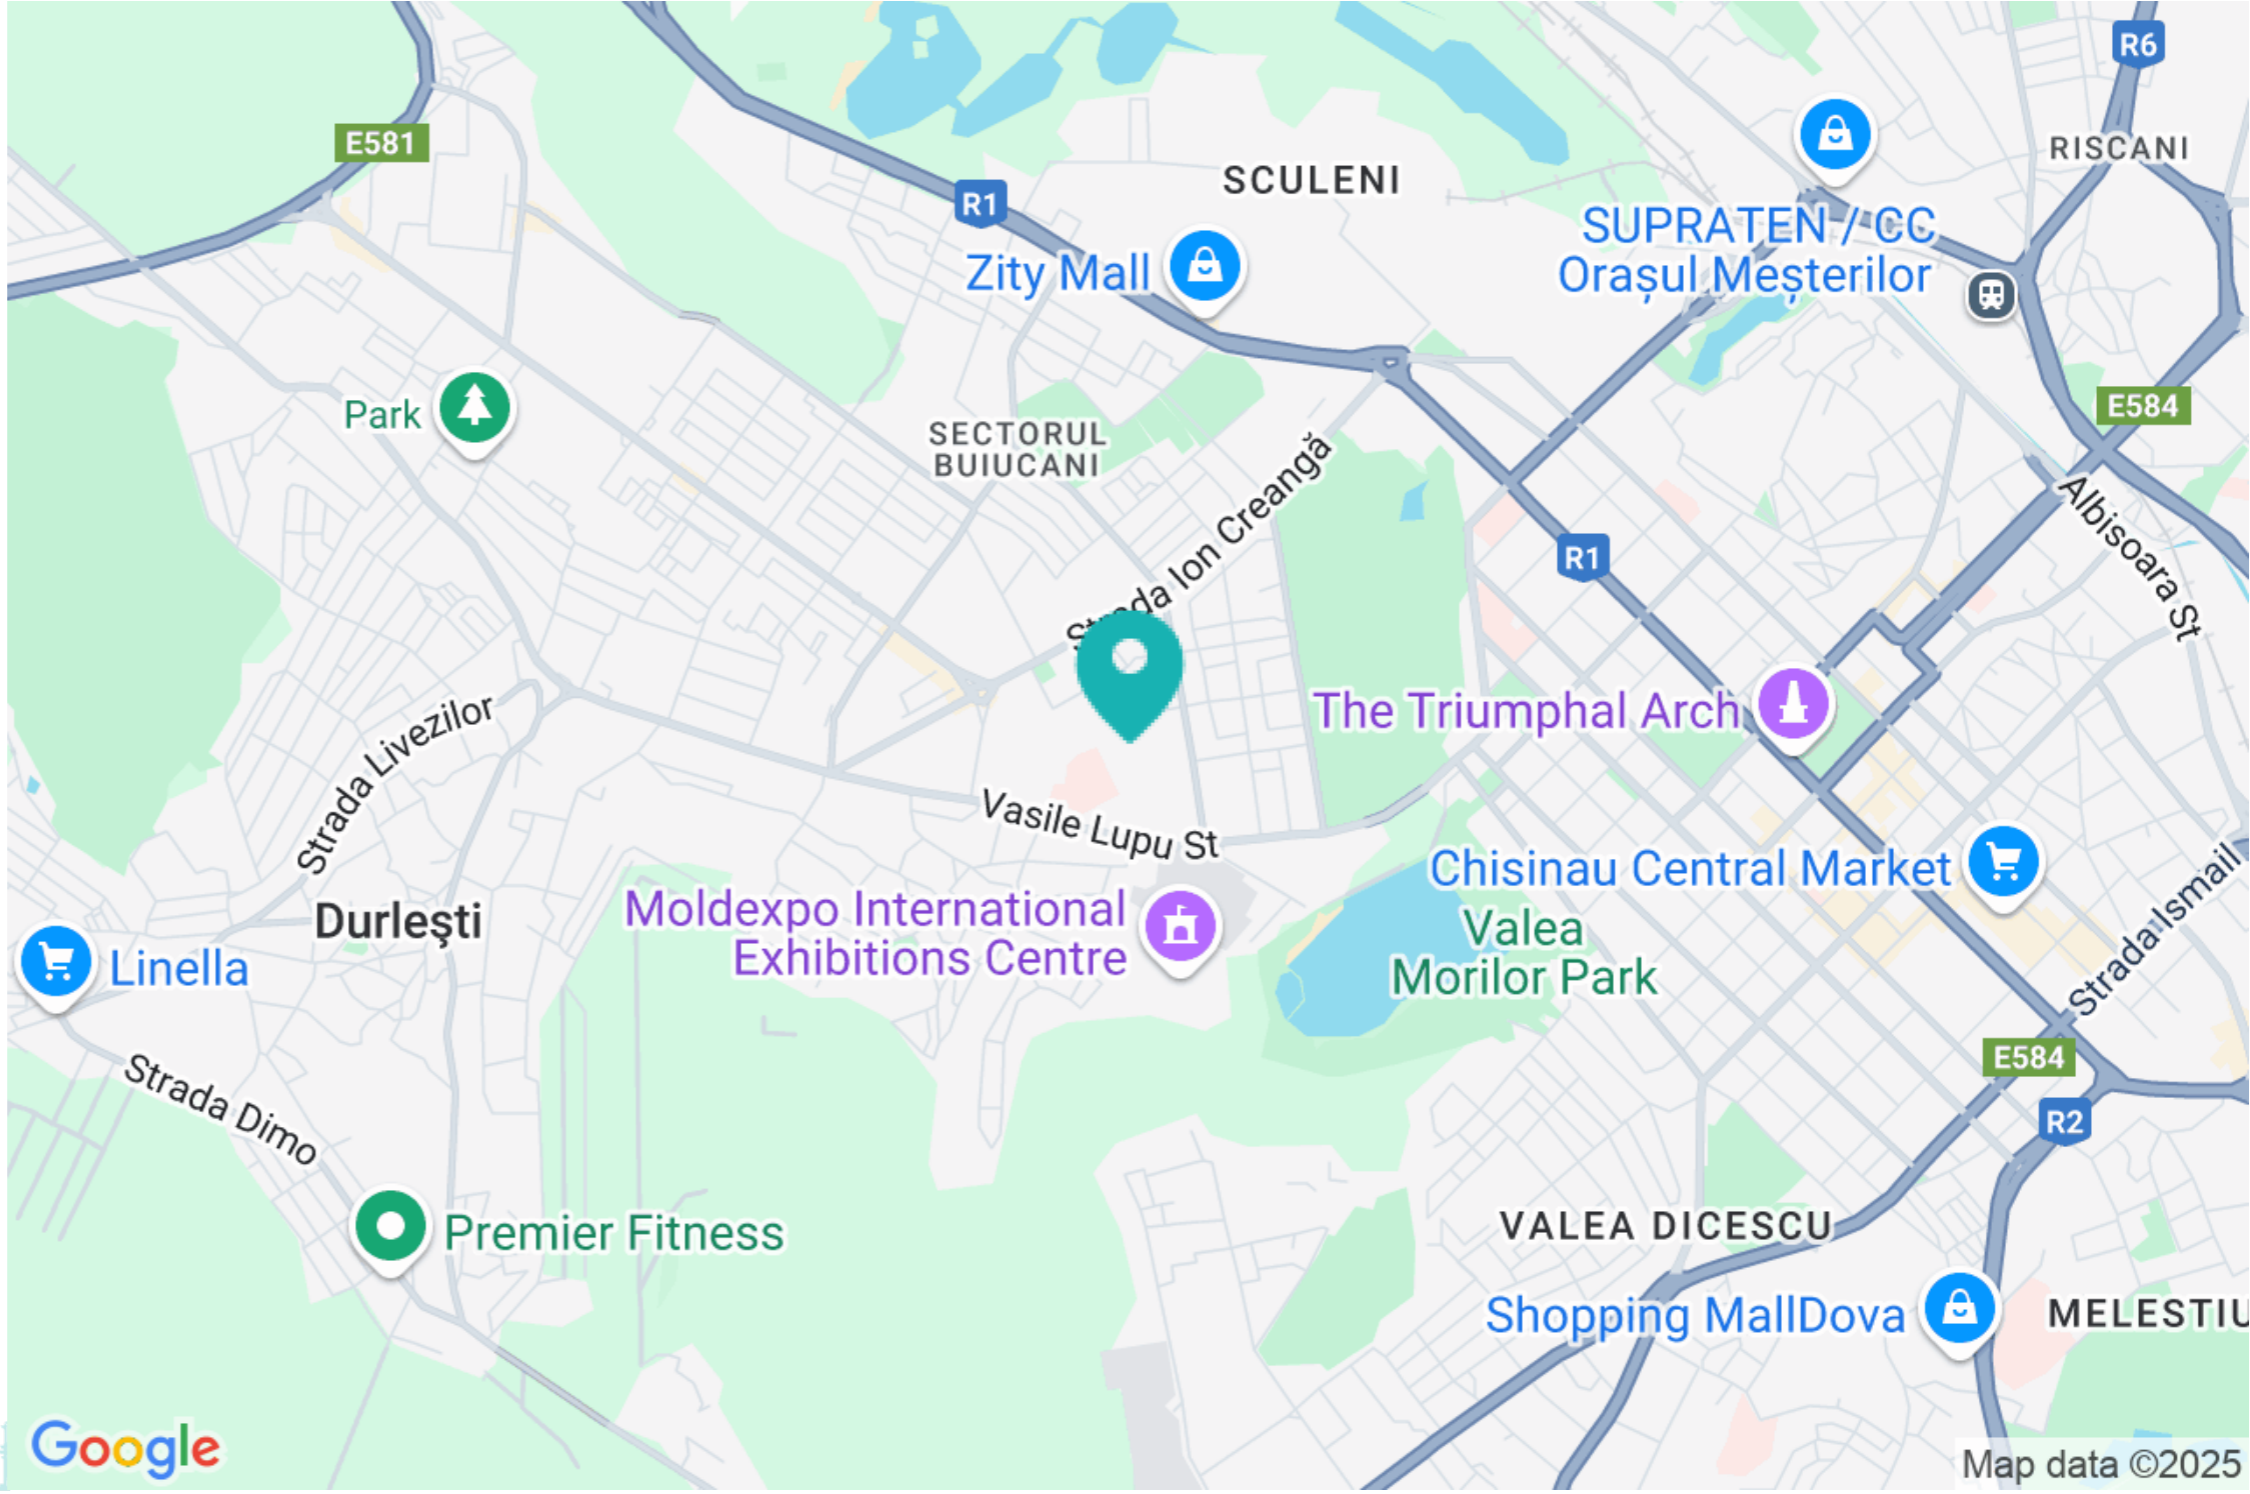 R6
E581
RISCANI
SCULENI
R1
SUPRATEN / CC
Orașul Meșterilor
Zity Mall
E584
Park
SECTORUL
BUIUCANI
Strada Ion Creangă
Albisoara St
R1
The Triumphal Arch
Strada Livezilor
Vasile Lupu St
Chisinau Central Market
Strada Ismail
Durleşti
Moldexpo International
Exhibitions Centre
Valea
Morilor Park
Linella
E584
Strada Dimo
R2
Premier Fitness
VALEA DICESCU
Shopping MallDova
MELESTIU
Google
Map data ©2025